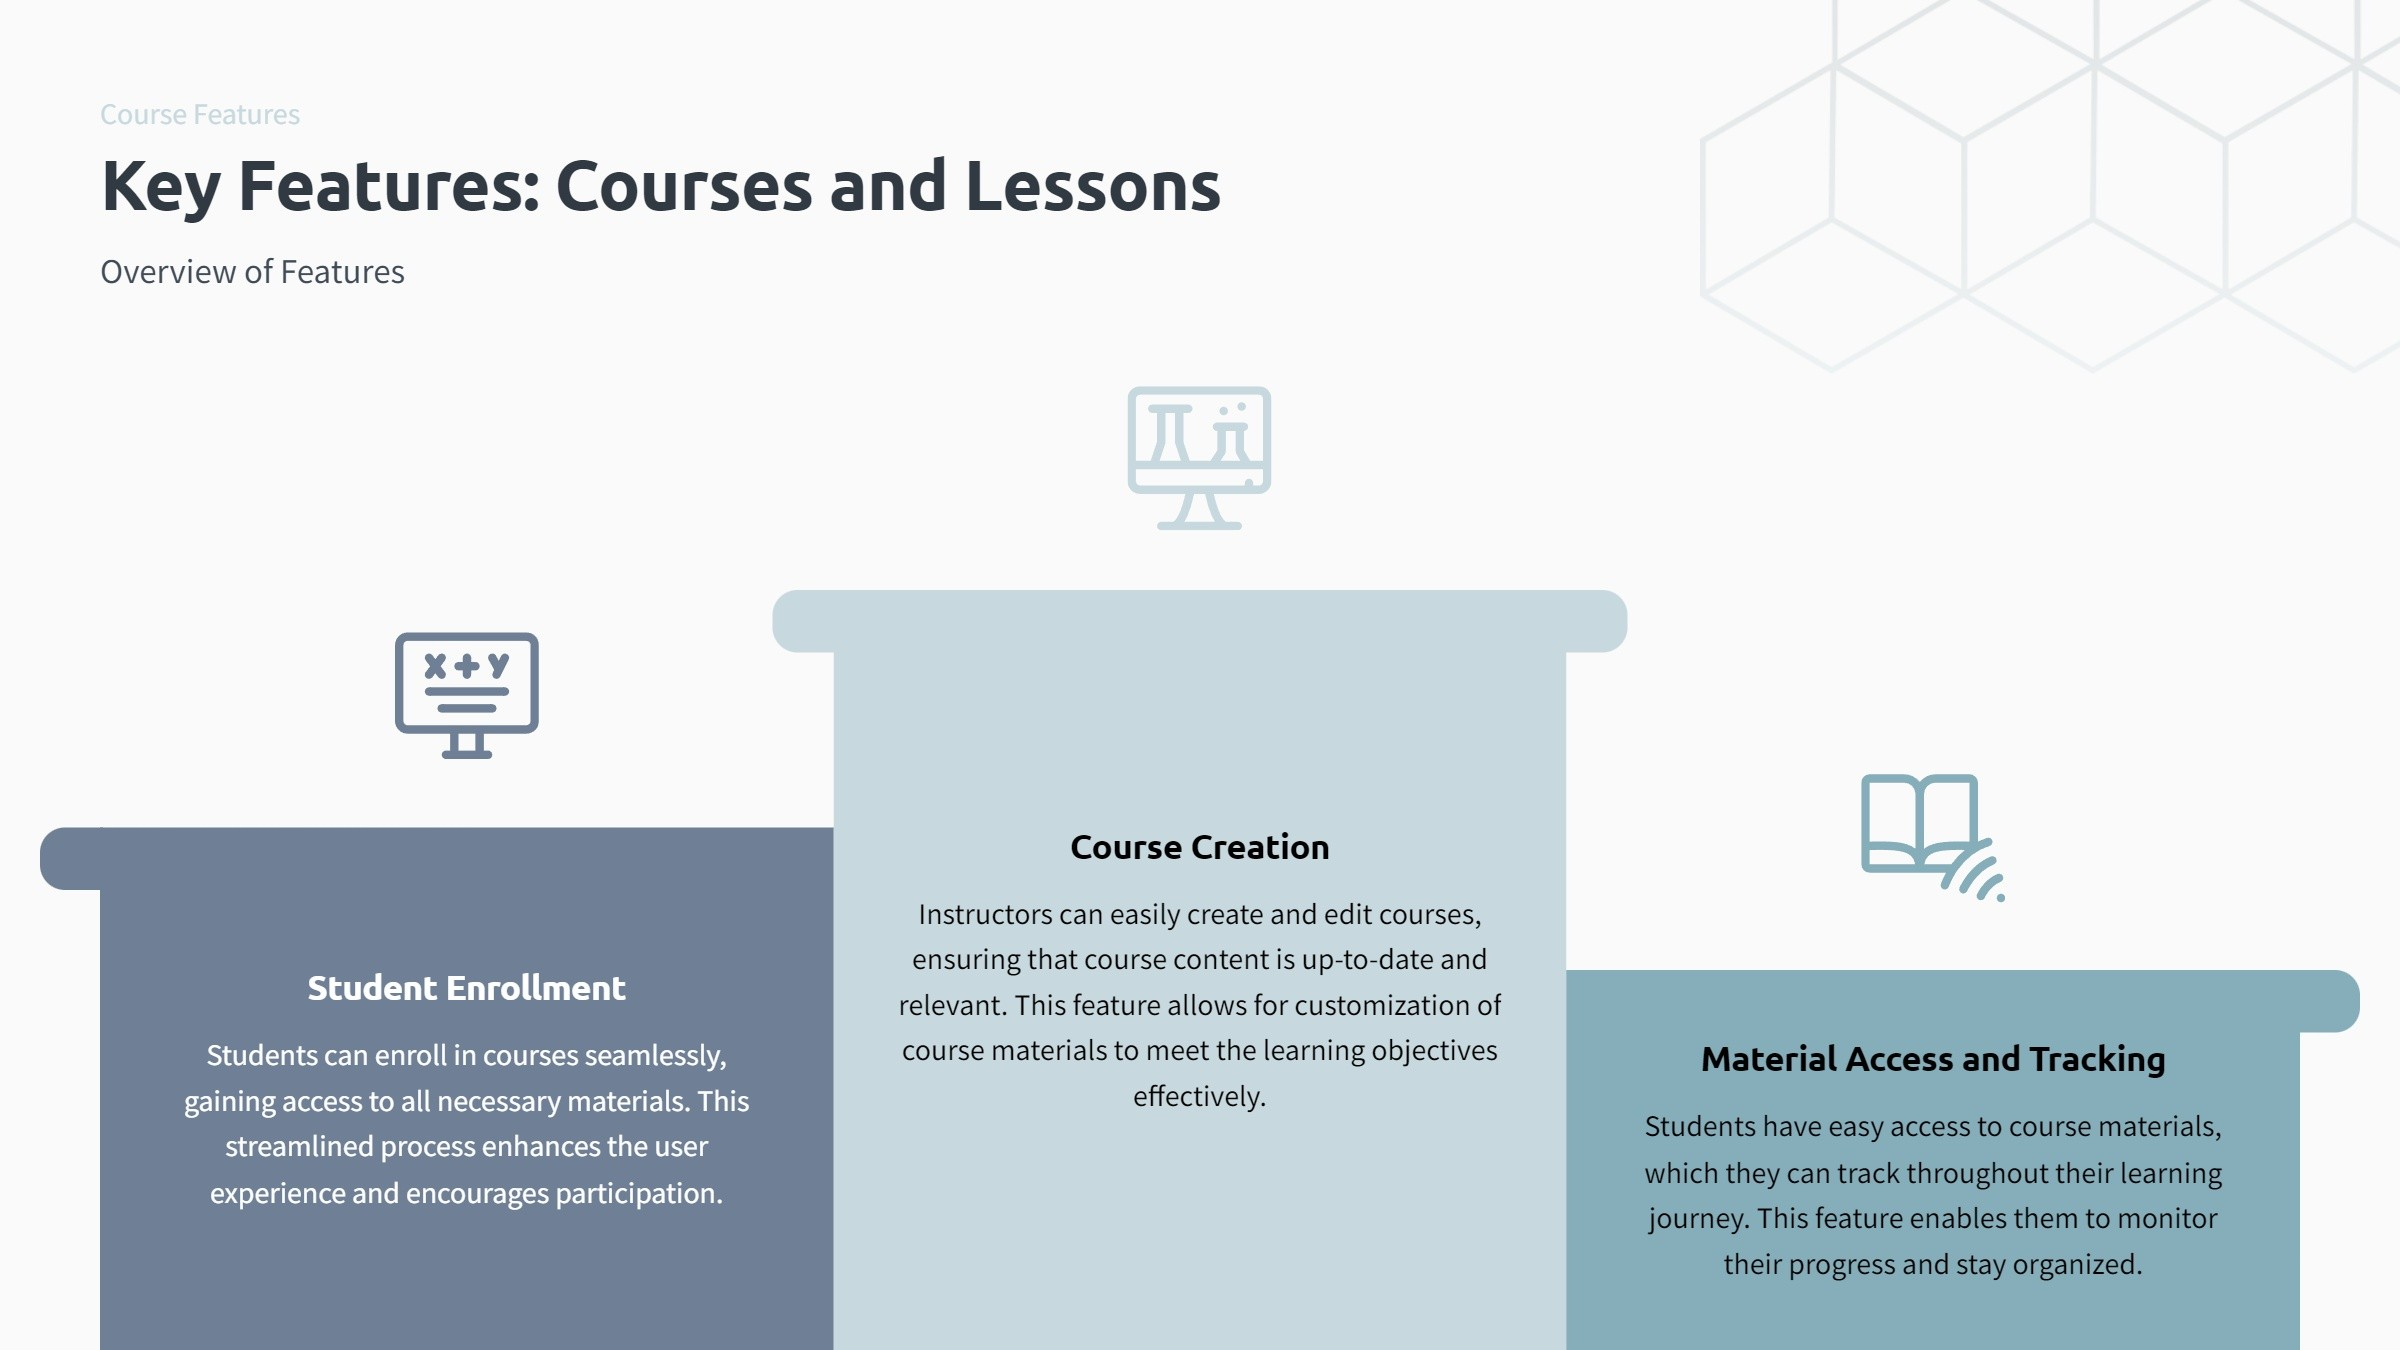 Course Features
Key Features: Courses and Lessons
Overview of Features
x + y
Student Enrollment
Students can enroll in courses seamlessly,
gaining access to all necessary materials. This
streamlined process enhances the user
experience and encourages participation.
Course Creation
Instructors can easily create and edit courses,
ensuring that course content is up-to-date and
relevant. This feature allows for customization of
course materials to meet the learning objectives
effectively.
Material Access and Tracking
Students have easy access to course materials,
which they can track throughout their learning
journey. This feature enables them to monitor
their progress and stay organized.